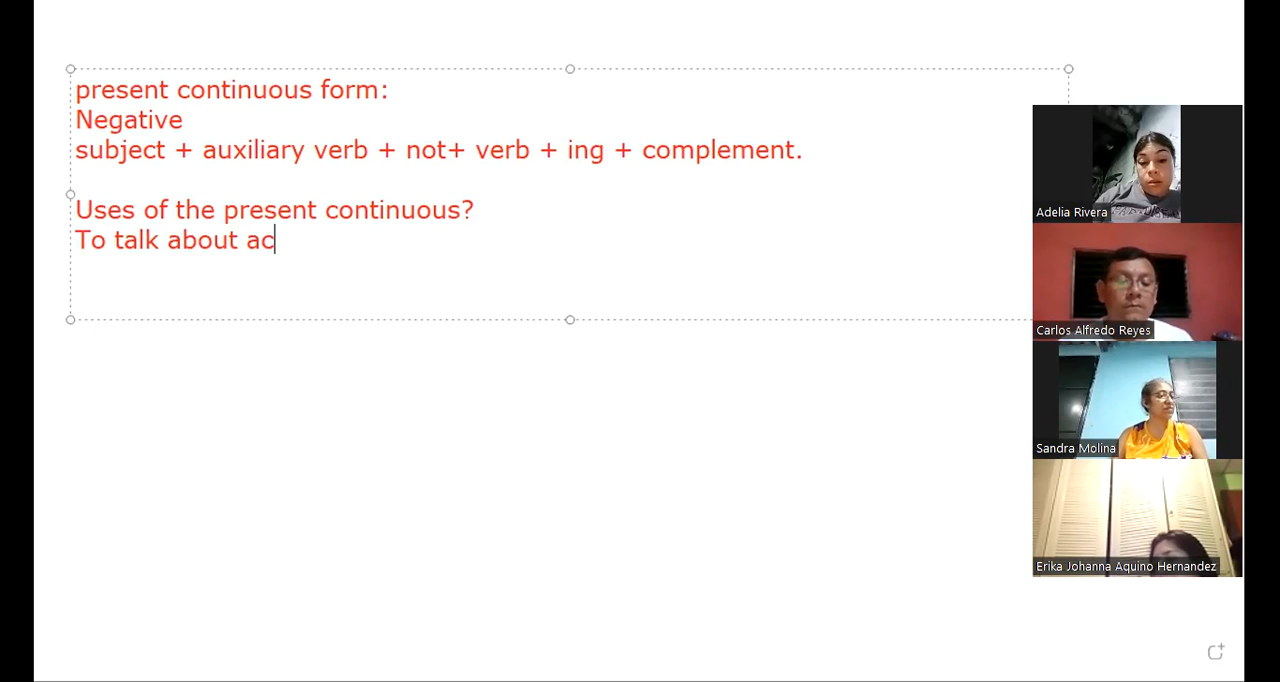 present continuous form:
Negative
subject + auxiliary verb + not+ verb + ing + complement.
Uses of the present continuous?
To talk about ac
Adelia Rivera
Carlos Alfredo Reyes
Sandra Molina
Erika Johanna Aquino Hernandez